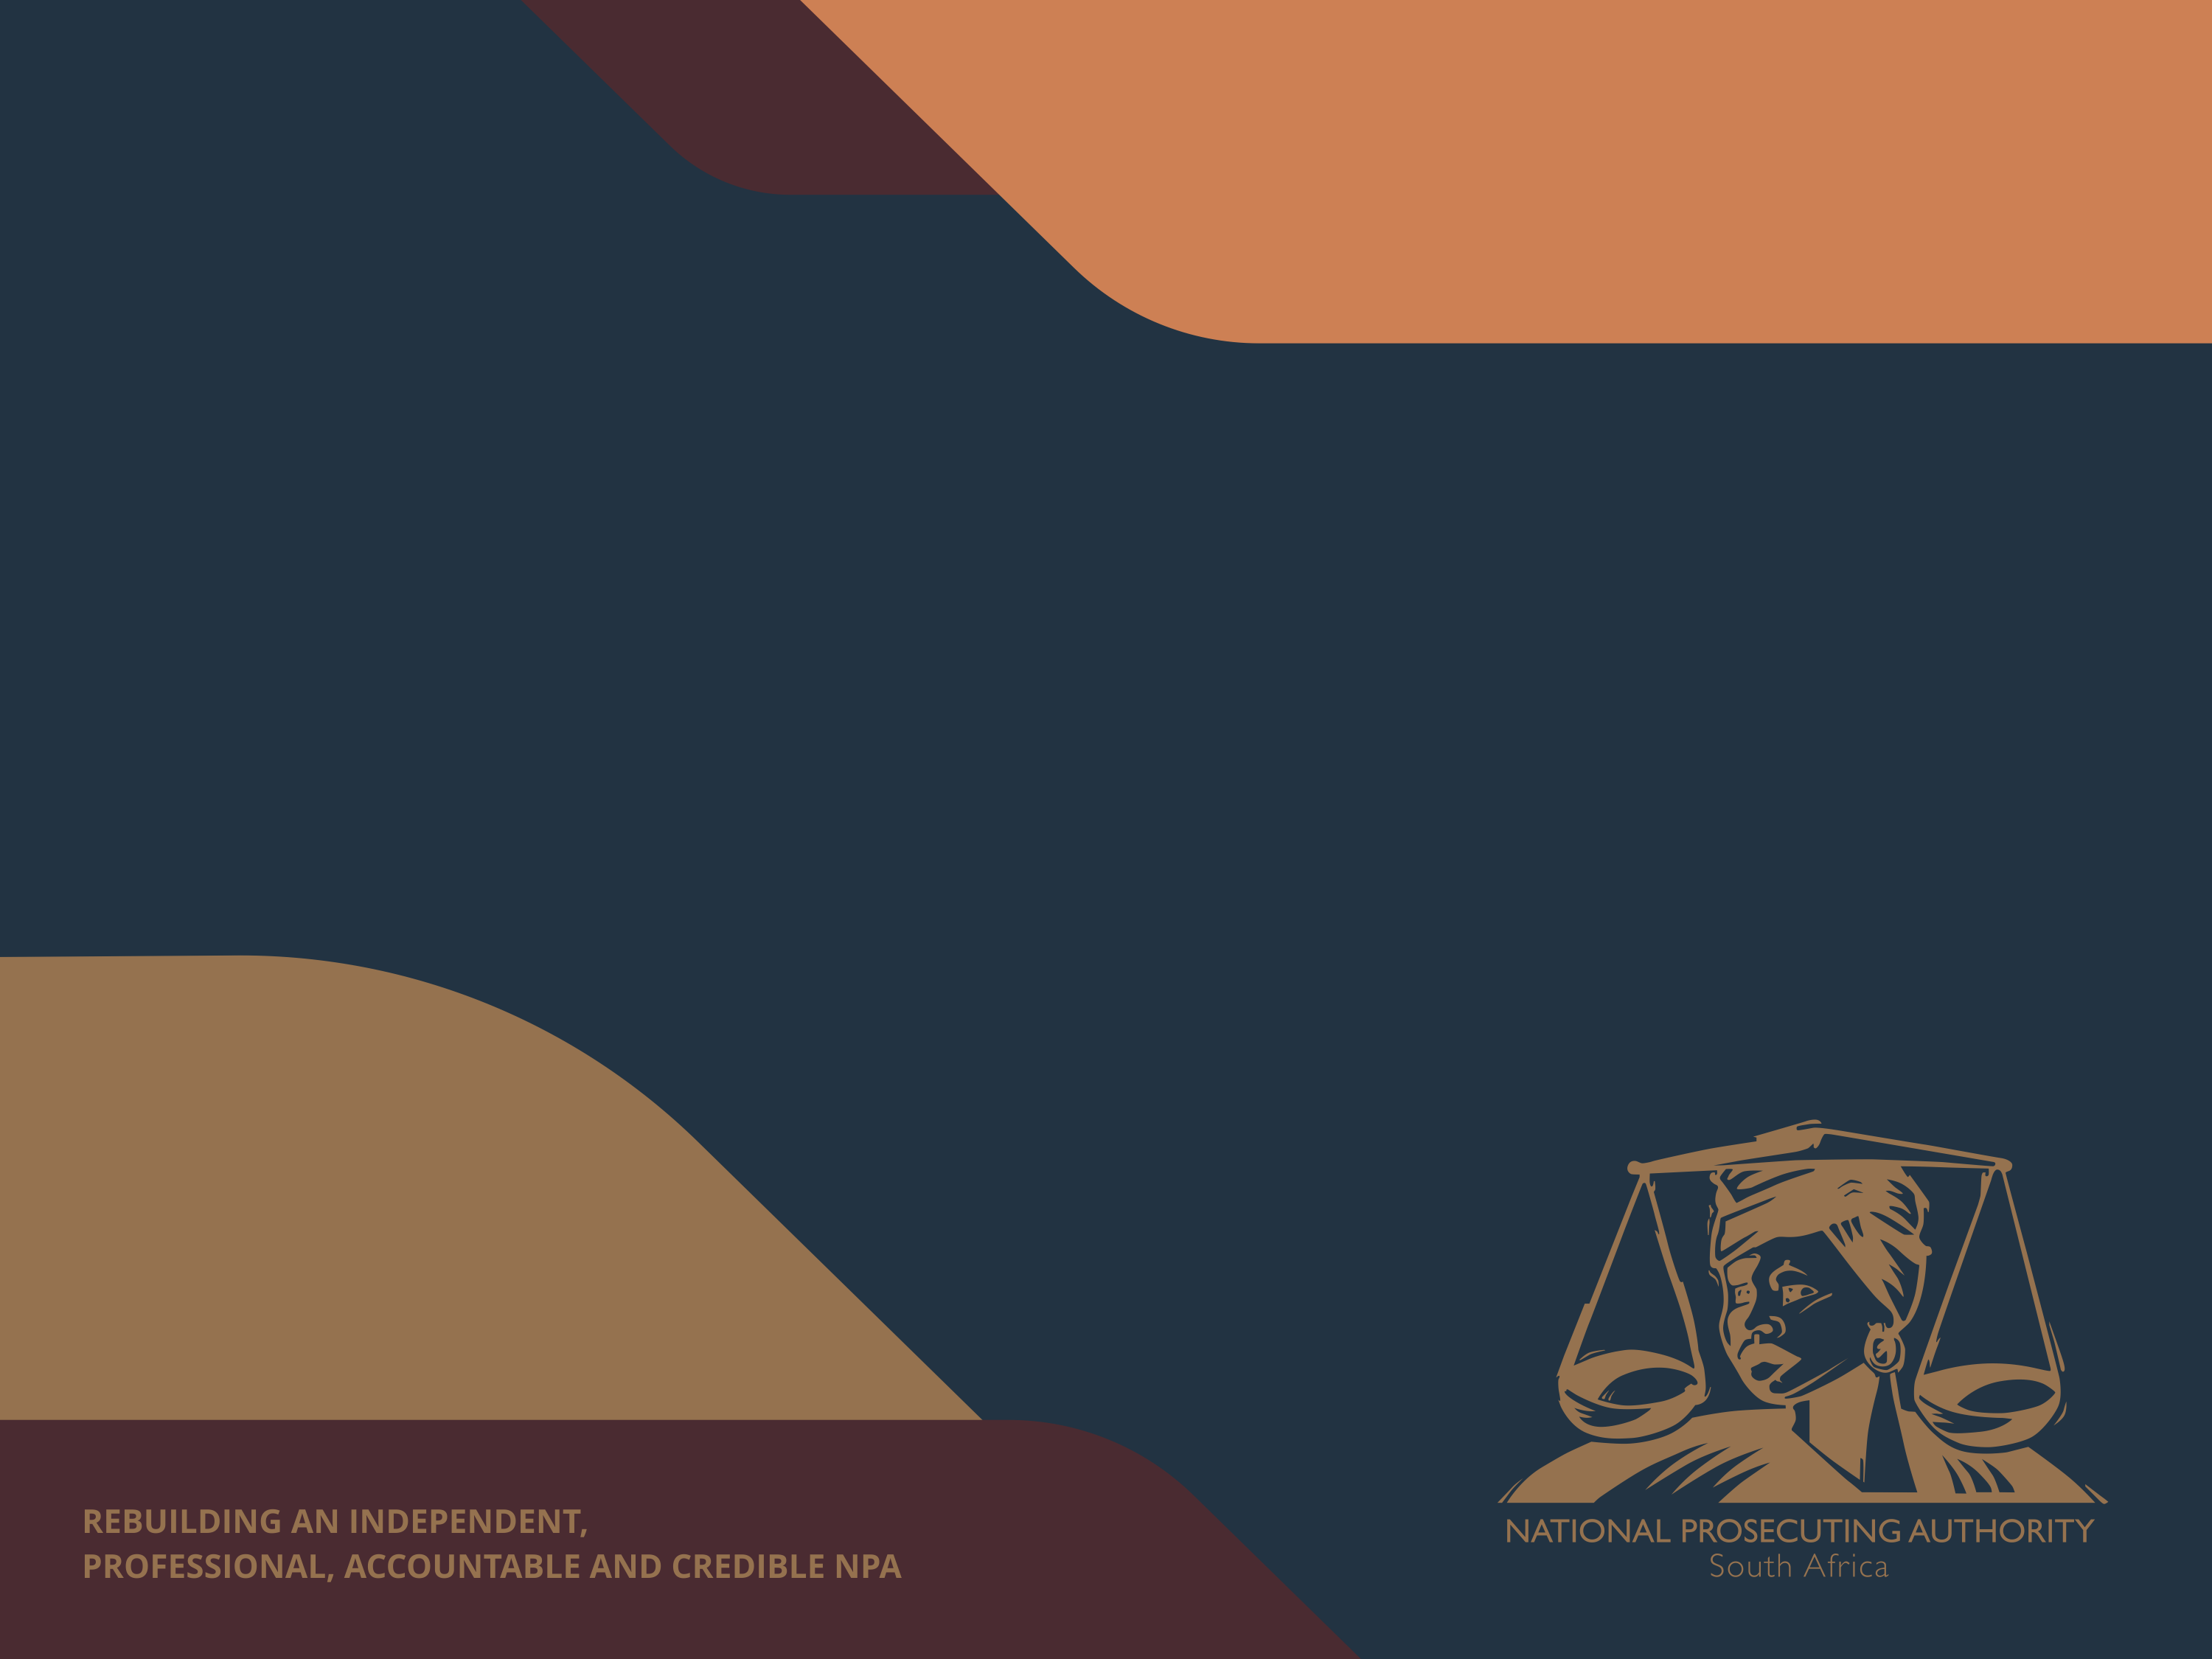 REBUILDING AN INDEPENDENT,
PROFESSIONAL, ACCOUNTABLE AND CREDIBLE NPA
NATIONAL PROSECUTING AUTHORITY
South Africa